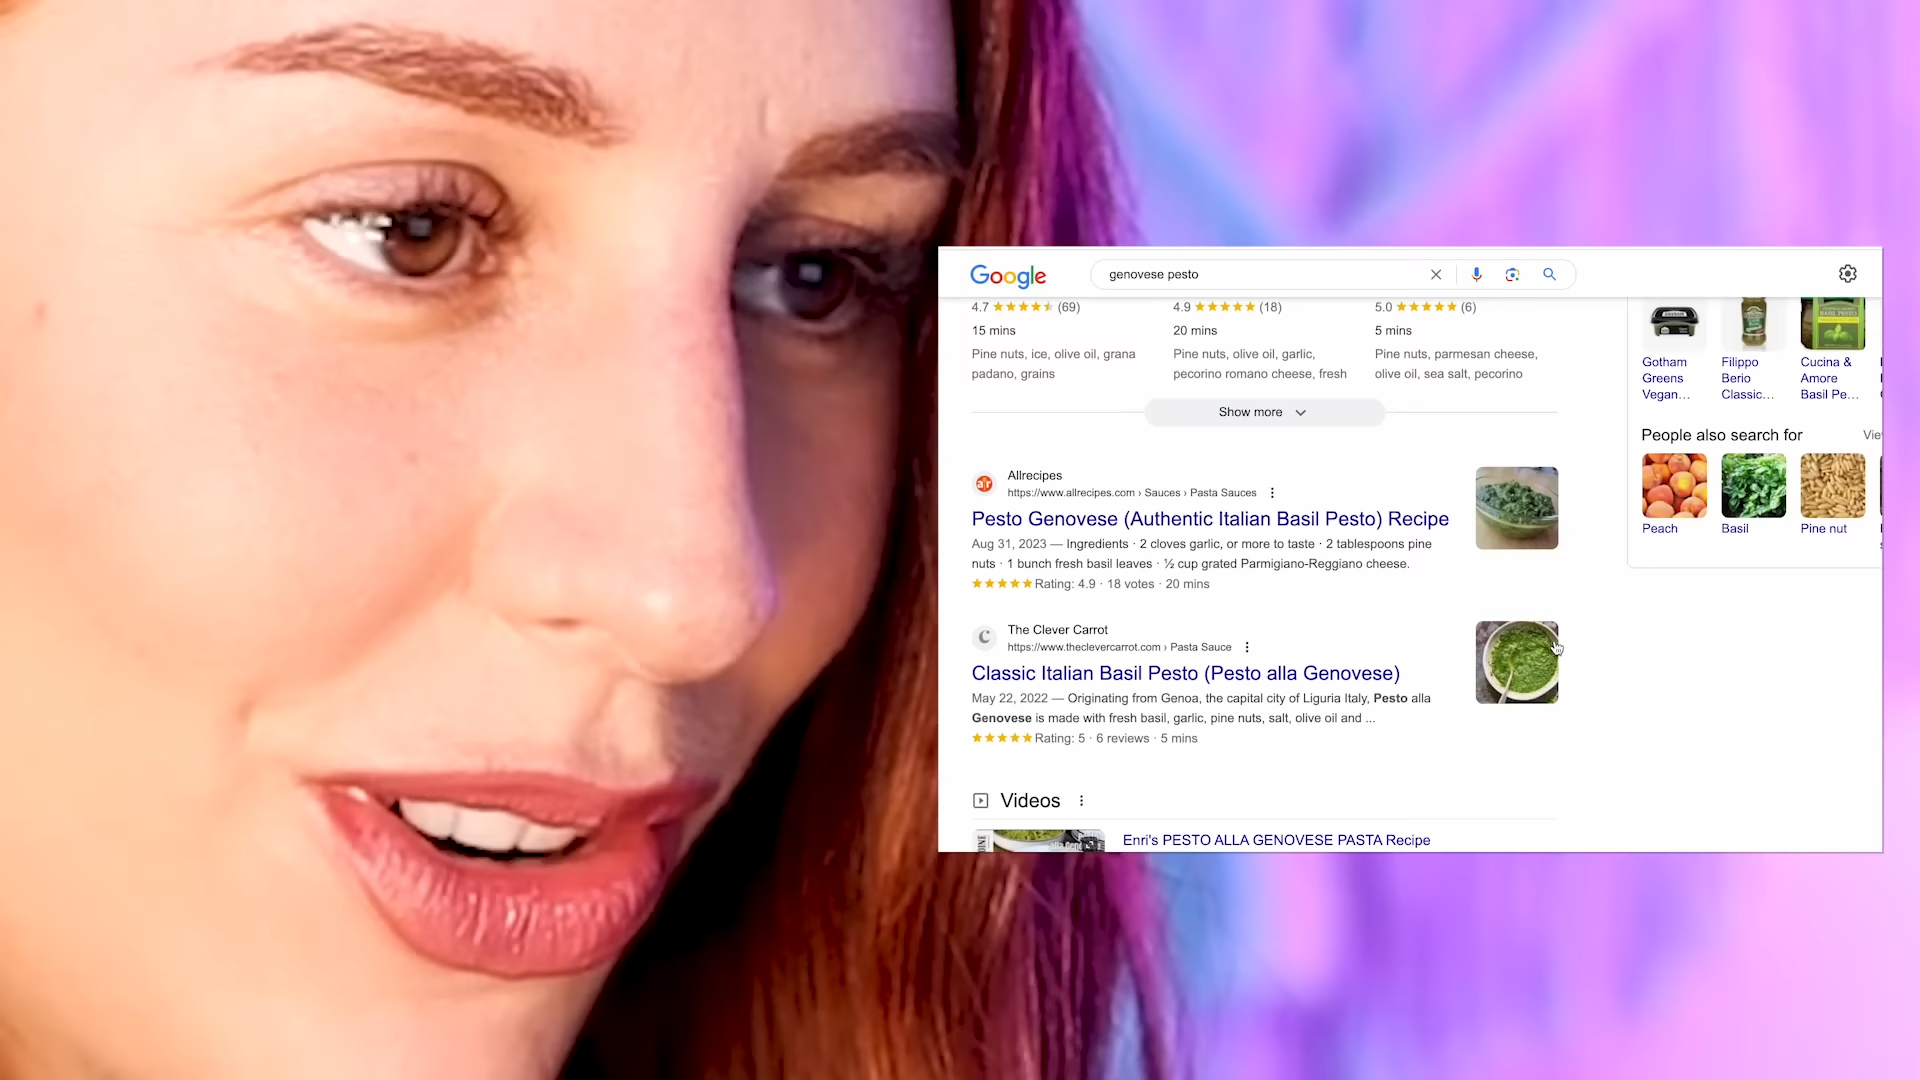 Google
genovese pesto
4.7 (69)
15 mins
Pine nuts, ice, olive oil, grana
padano, grains
4.9 (18)
20 mins
Pine nuts, olive oil, garlic,
pecorino romano cheese, fresh
5.0 (6)
5 mins
Pine nuts, parmesan cheese,
olive oil, sea salt, pecorino
Show more
Allrecipes
https://www.allrecipes.com › Sauces › Pasta Sauces
Pesto Genovese (Authentic Italian Basil Pesto) Recipe
Aug 31, 2023 — Ingredients · 2 cloves garlic, or more to taste · 2 tablespoons pine
nuts · 1 bunch fresh basil leaves · ½ cup grated Parmigiano-Reggiano cheese.
Rating: 4.9 · 18 votes · 20 mins
The Clever Carrot
https://www.theclevercarrot.com › Pasta Sauce
Classic Italian Basil Pesto (Pesto alla Genovese)
May 22, 2022 — Originating from Genoa, the capital city of Liguria Italy, Pesto alla
Genovese is made with fresh basil, garlic, pine nuts, salt, olive oil and ...
Rating: 5 · 6 reviews · 5 mins
Videos
Enri's PESTO ALLA GENOVESE PASTA Recipe
Gotham
Greens
Vegan...
Filippo
Berio
Classic...
Cucina &
Amore
Basil Pe...
People also search for
Peach
Basil
Pine nut